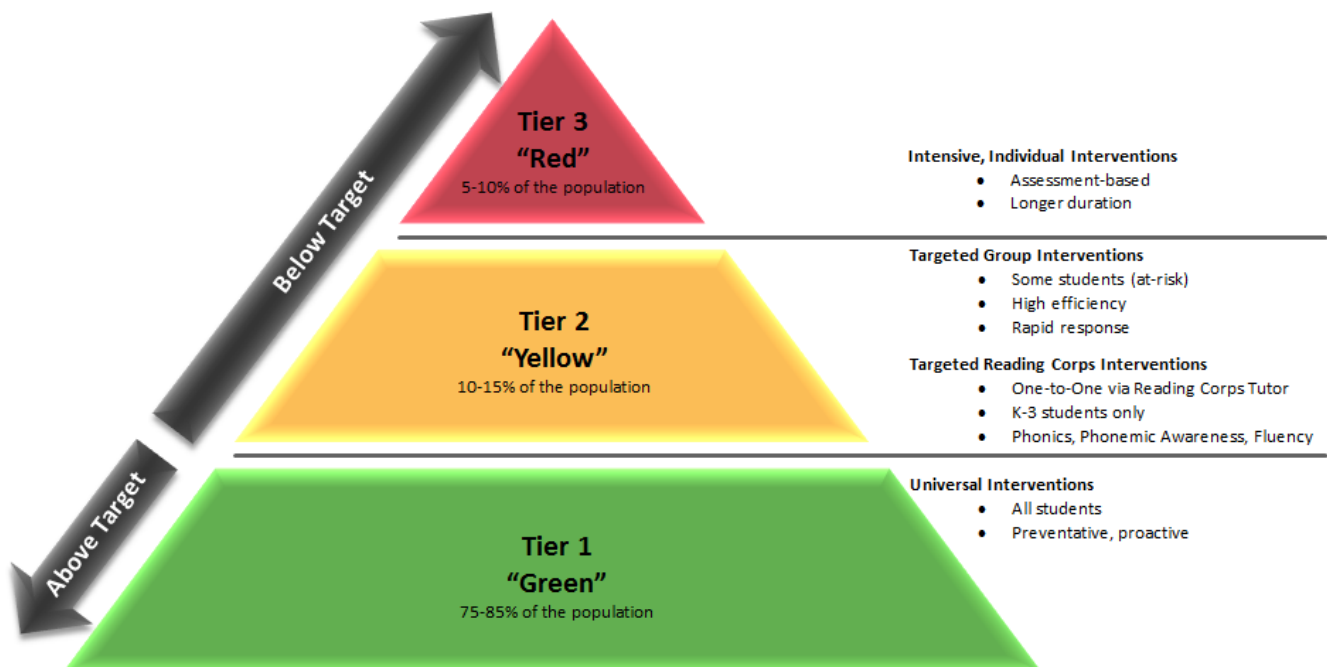 Below Target
Above Target
Tier 3
“Red”
5-10% of the population
Intensive, Individual Interventions
● Assessment-based
● Longer duration
Tier 2
“Yellow”
10-15% of the population
Targeted Group Interventions
● Some students (at-risk)
● High efficiency
● Rapid response
Targeted Reading Corps Interventions
● One-to-One via Reading Corps Tutor
● K-3 students only
● Phonics, Phonemic Awareness, Fluency
Tier 1
“Green”
75-85% of the population
Universal Interventions
● All students
● Preventative, proactive